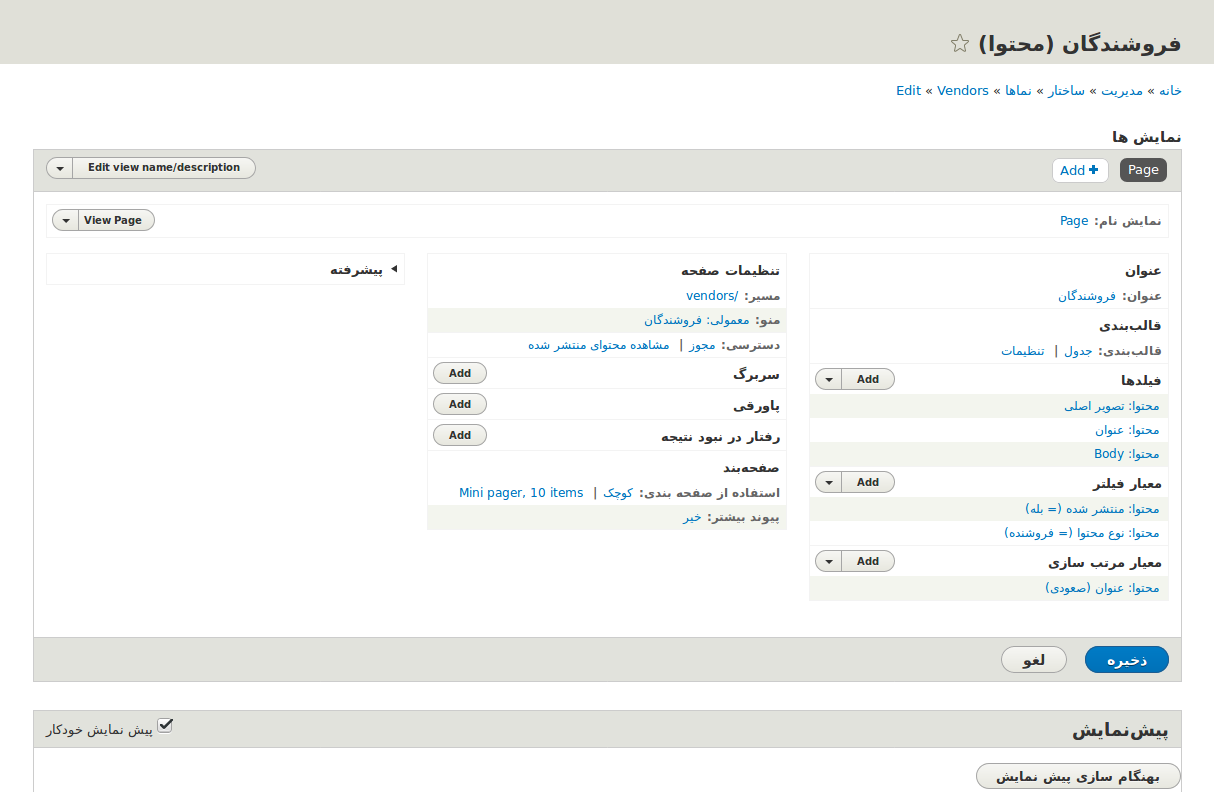 فروشندگان (محتوا)
خانه » مدیریت » ساختار » نماها » Vendors » Edit
نمایش ها
Page
Add
Edit view name/description
نمایش نام: Page
View Page
عنوان
عنوان: فروشندگان
قالب‌بندی
قالب‌بندی: جدول | تنظیمات
فیلدها
Add
محتوا: تصویر اصلی
محتوا: عنوان
محتوا: Body
معیار فیلتر
Add
محتوا: منتشر شده (= بله)
محتوا: نوع محتوا (= فروشنده)
معیار مرتب سازی
Add
محتوا: عنوان (صعودی)
تنظیمات صفحه
مسیر: /vendors
منو: معمولی: فروشندگان
دسترسی: مجوز | مشاهده محتوای منتشر شده
سربرگ
Add
پاورقی
Add
رفتار در نبود نتیجه
Add
صفحه‌بند
استفاده از صفحه بندی: کوچک | Mini pager, 10 items
پیوند بیشتر: خیر
پیشرفته
ذخیره
لغو
پیش‌نمایش
پیش نمایش خودکار
بهنگام سازی پیش نمایش